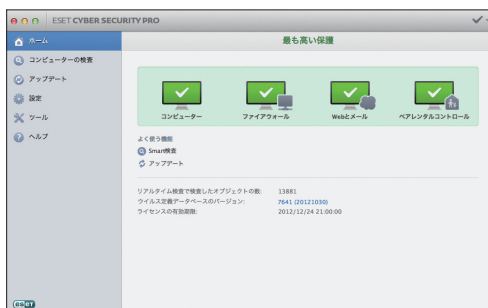 ESET CYBER SECURITY PRO
ホーム
コンピューターの検査
アップデート
設定
ツール
ヘルプ
最も高い保護
コンピューター
ファイアウォール
Webとメール
ペアレンタルコントロール
よく使う機能
Smart検査
アップデート
リアルタイム検査で検査したオブジェクトの数: 13881
ウイルス定義データベースのバージョン: 7641 (20121030)
ライセンスの有効期限: 2012/12/24 21:00:00
eset